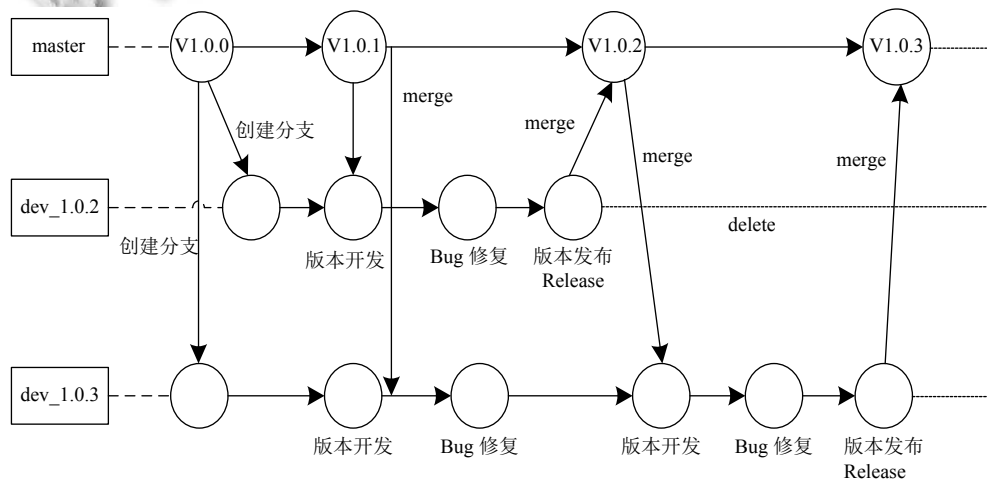 master
V1.0.0
V1.0.1
V1.0.2
V1.0.3
merge
创建分支
merge
merge
merge
dev_1.0.2
delete
创建分支
版本开发
Bug 修复
版本发布
Release
dev_1.0.3
版本开发
Bug 修复
版本开发
Bug 修复
版本发布
Release